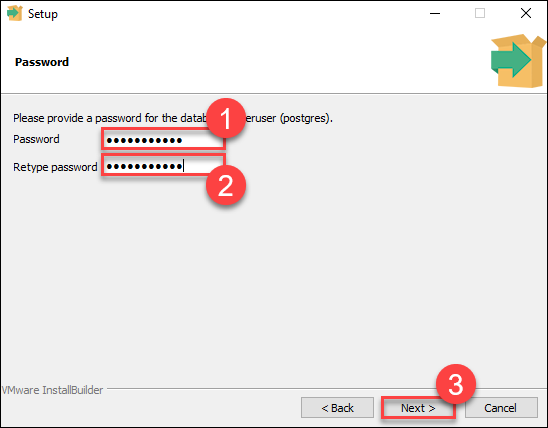 Setup
Password
Please provide a password for the datab eruser (postgres).
1
Password ●●●●●●●●●●●
Retype password ●●●●●●●●●●●
2
VMware InstallBuilder
3
< Back Next > Cancel